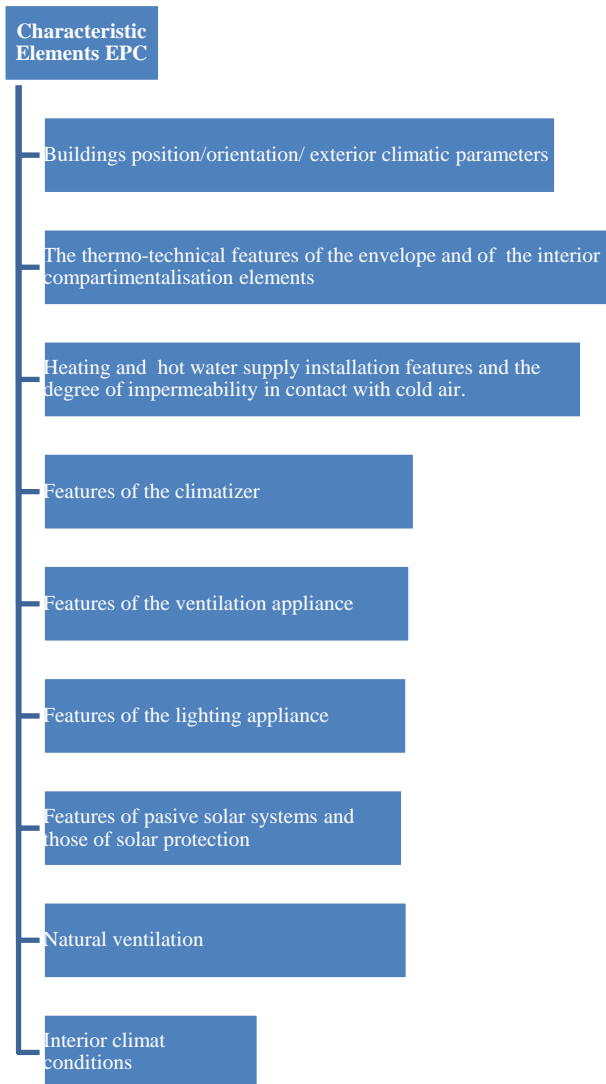 Characteristic
Elements EPC
Buildings position/orientation/ exterior climatic parameters
The thermo-technical features of the envelope and of the interior
compartimentalisation elements
Heating and hot water supply installation features and the
degree of impermeability in contact with cold air.
Features of the climatizer
Features of the ventilation appliance
Features of the lighting appliance
Features of pasive solar systems and
those of solar protection
Natural ventilation
Interior climat
conditions